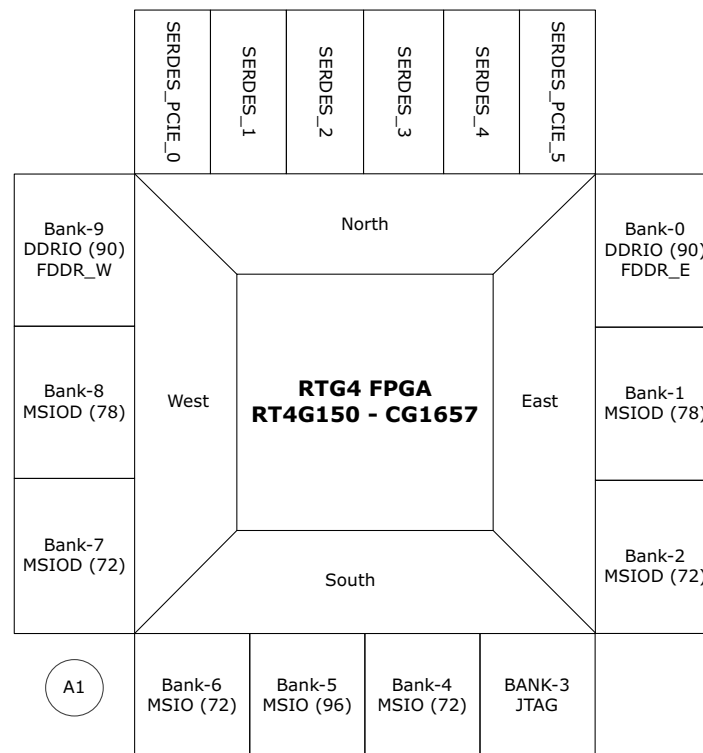 SERDES_PCIE_0
SERDES_1
SERDES_2
SERDES_3
SERDES_4
SERDES_PCIE_5
Bank-9
DDRIO (90)
FDDR_W
North
Bank-0
DDRIO (90)
FDDR_E
Bank-8
MSIOD (78)
West
RTG4 FPGA
RT4G150 - CG1657
East
Bank-1
MSIOD (78)
Bank-7
MSIOD (72)
South
Bank-2
MSIOD (72)
A1
Bank-6
MSIO (72)
Bank-5
MSIO (96)
Bank-4
MSIO (72)
BANK-3
JTAG